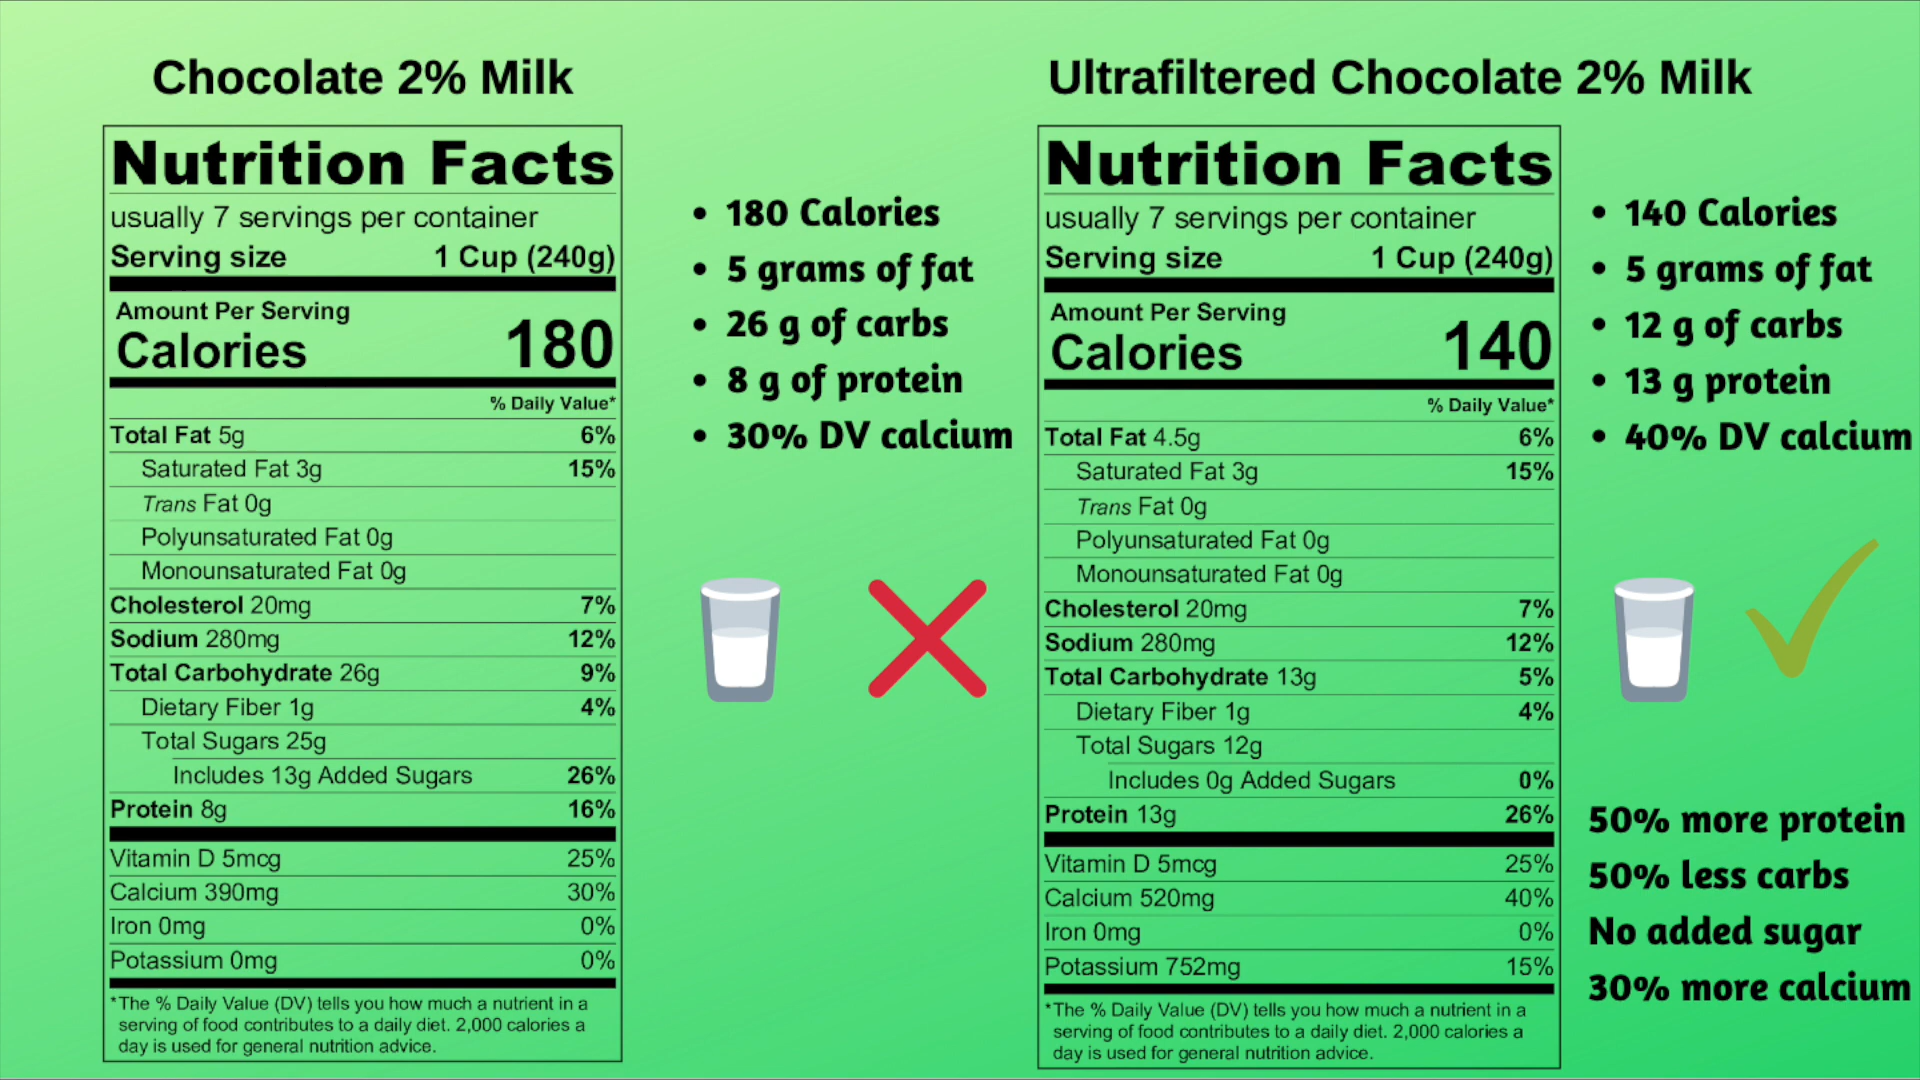 Chocolate 2% Milk
Nutrition Facts
usually 7 servings per container
Serving size 1 Cup (240g)
Amount Per Serving
Calories 180
% Daily Value*
Total Fat 5g 6%
Saturated Fat 3g 15%
Trans Fat 0g
Polyunsaturated Fat 0g
Monounsaturated Fat 0g
Cholesterol 20mg 7%
Sodium 280mg 12%
Total Carbohydrate 26g 9%
Dietary Fiber 1g 4%
Total Sugars 25g
Includes 13g Added Sugars 26%
Protein 8g 16%
Vitamin D 5mcg 25%
Calcium 390mg 30%
Iron 0mg 0%
Potassium 0mg 0%
*The % Daily Value (DV) tells you how much a nutrient in a
serving of food contributes to a daily diet. 2,000 calories a
day is used for general nutrition advice.
• 180 Calories
• 5 grams of fat
• 26 g of carbs
• 8 g of protein
• 30% DV calcium
Ultrafiltered Chocolate 2% Milk
Nutrition Facts
usually 7 servings per container
Serving size 1 Cup (240g)
Amount Per Serving
Calories 140
% Daily Value*
Total Fat 4.5g 6%
Saturated Fat 3g 15%
Trans Fat 0g
Polyunsaturated Fat 0g
Monounsaturated Fat 0g
Cholesterol 20mg 7%
Sodium 280mg 12%
Total Carbohydrate 13g 5%
Dietary Fiber 1g 4%
Total Sugars 12g
Includes 0g Added Sugars 0%
Protein 13g 26%
Vitamin D 5mcg 25%
Calcium 520mg 40%
Iron 0mg 0%
Potassium 752mg 15%
*The % Daily Value (DV) tells you how much a nutrient in a
serving of food contributes to a daily diet. 2,000 calories a
day is used for general nutrition advice.
• 140 Calories
• 5 grams of fat
• 12 g of carbs
• 13 g protein
• 40% DV calcium
50% more protein
50% less carbs
No added sugar
30% more calcium